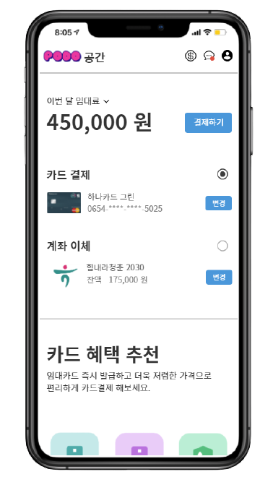 8:05
PODO 공간
이번 달 임대료
450,000 원
결제하기
카드 결제
하나카드 그린
0654-****-****-5025
변경
계좌 이체
힘내라청춘 2030
잔액 175,000 원
변경
카드 혜택 추천
임대카드 즉시 발급하고 더욱 저렴한 가격으로
편리하게 카드결제 해보세요.